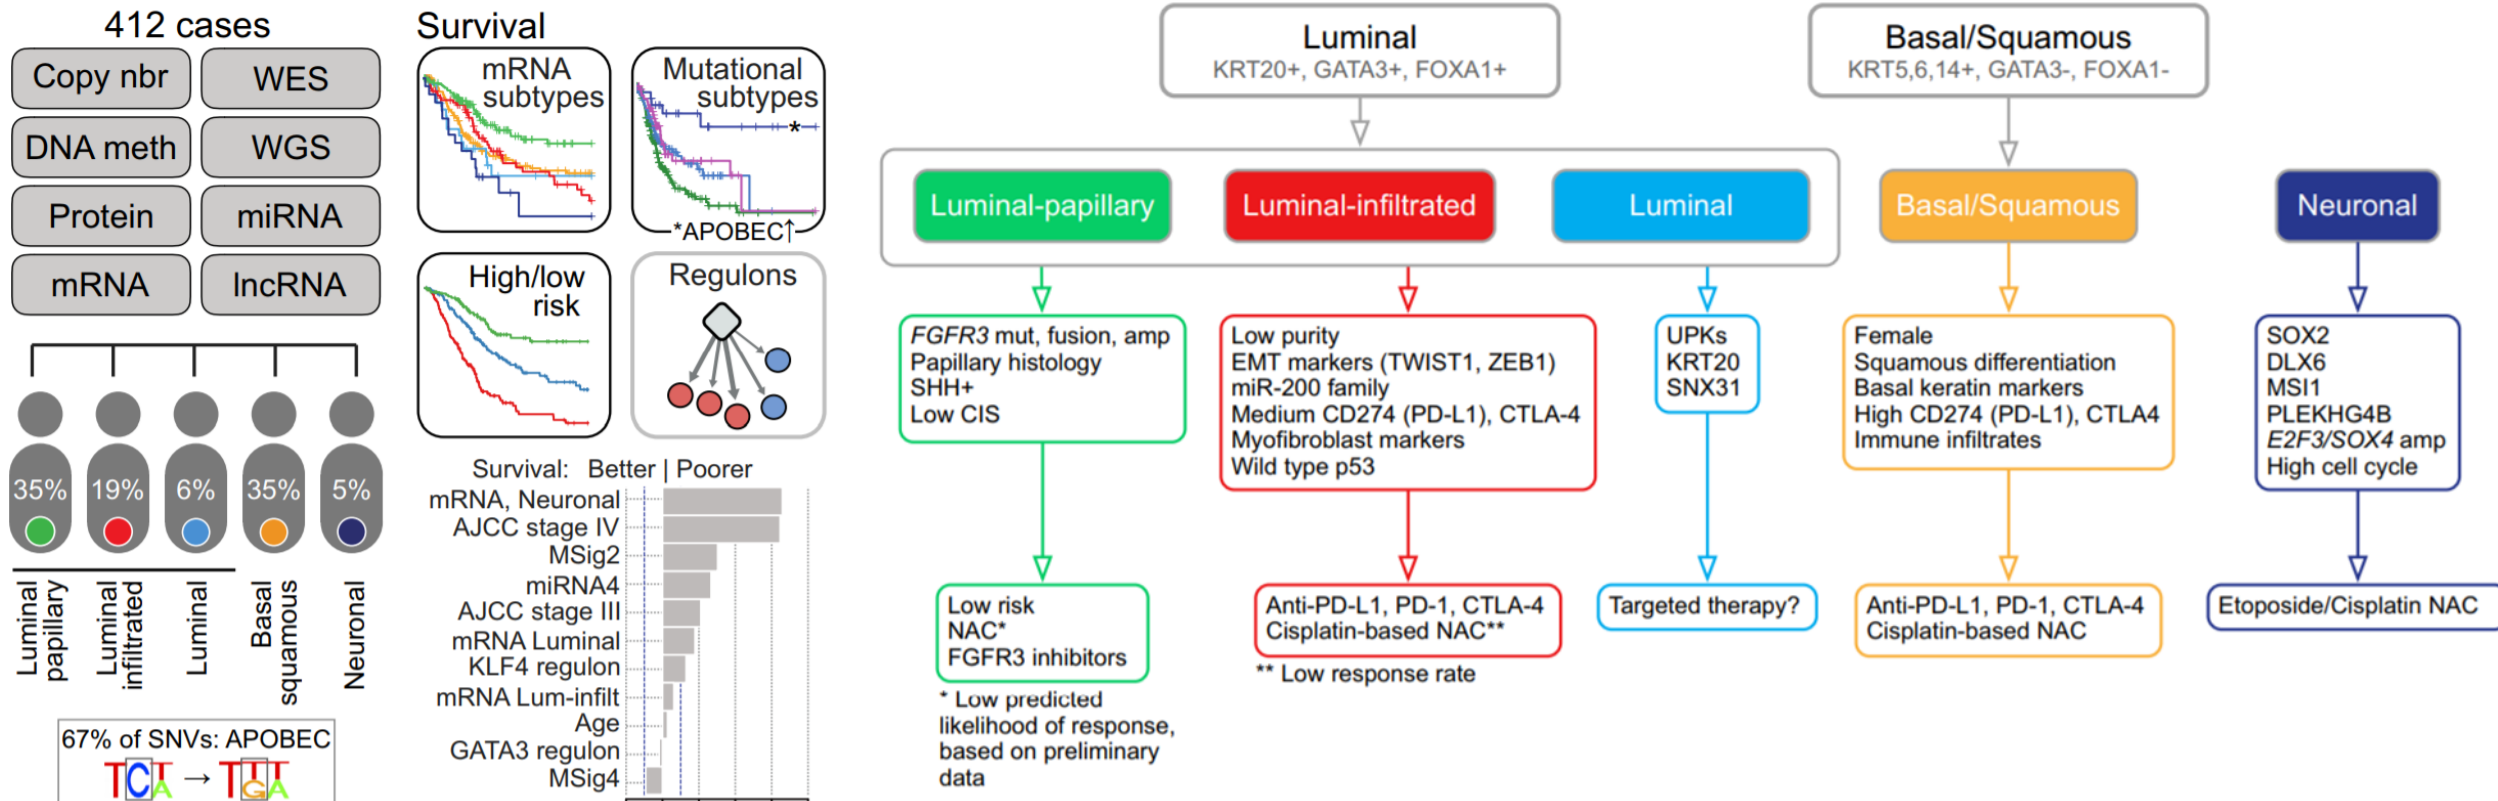 412 cases
Copy nbr
WES
DNA meth
WGS
Protein
miRNA
mRNA
lncRNA
35%
19%
6%
35%
5%
Luminal
papillary
Luminal
infiltrated
Luminal
Basal
squamous
Neuronal
67% of SNVs: APOBEC
TCTA → TTGTA
Survival
mRNA
subtypes
Mutational
subtypes
*
*APOBEC↑
High/low
risk
Regulons
Survival: Better | Poorer
mRNA, Neuronal
AJCC stage IV
MSig2
miRNA4
AJCC stage III
mRNA Luminal
KLF4 regulon
mRNA Lum-infilt
Age
GATA3 regulon
MSig4
Luminal
KRT20+, GATA3+, FOXA1+
Basal/Squamous
KRT5,6,14+, GATA3-, FOXA1-
Luminal-papillary
Luminal-infiltrated
Luminal
Basal/Squamous
Neuronal
FGFR3 mut, fusion, amp
Papillary histology
SHH+
Low CIS
Low purity
EMT markers (TWIST1, ZEB1)
miR-200 family
Medium CD274 (PD-L1), CTLA-4
Myofibroblast markers
Wild type p53
UPKs
KRT20
SNX31
Female
Squamous differentiation
Basal keratin markers
High CD274 (PD-L1), CTLA4
Immune infiltrates
SOX2
DLX6
MSI1
PLEKHG4B
E2F3/SOX4 amp
High cell cycle
Low risk
NAC*
FGFR3 inhibitors
* Low predicted
likelihood of response,
based on preliminary
data
Anti-PD-L1, PD-1, CTLA-4
Cisplatin-based NAC**
** Low response rate
Targeted therapy?
Anti-PD-L1, PD-1, CTLA-4
Cisplatin-based NAC
Etoposide/Cisplatin NAC